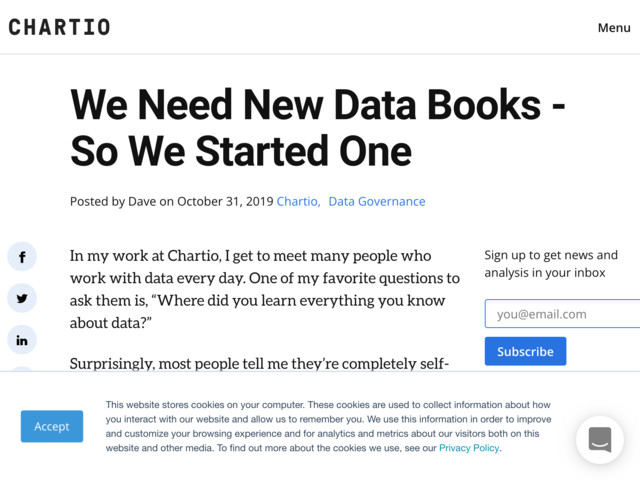 CHARTIO
Menu
We Need New Data Books -
So We Started One
Posted by Dave on October 31, 2019 Chartio, Data Governance
In my work at Chartio, I get to meet many people who
work with data every day. One of my favorite questions to
ask them is, “Where did you learn everything you know
about data?”
Surprisingly, most people tell me they’re completely self-
Sign up to get news and
analysis in your inbox
you@email.com
Subscribe
Accept
This website stores cookies on your computer. These cookies are used to collect information about how
you interact with our website and allow us to remember you. We use this information in order to improve
and customize your browsing experience and for analytics and metrics about our visitors both on this
website and other media. To find out more about the cookies we use, see our Privacy Policy.